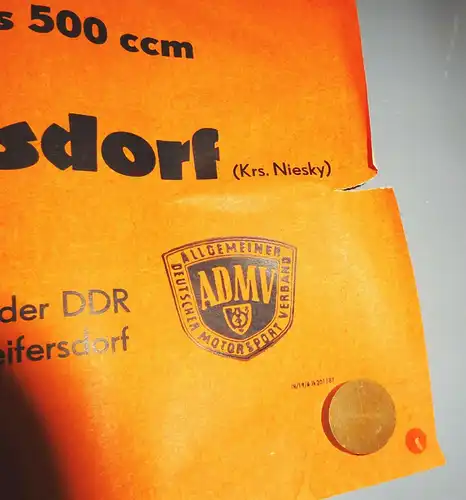 s 500 ccm
sdorf (Krs. Niesky)
ALLGEMEINER
DEUTSCHER MOTORSPORT VERBAND
ADMV
der DDR
eifersdorf